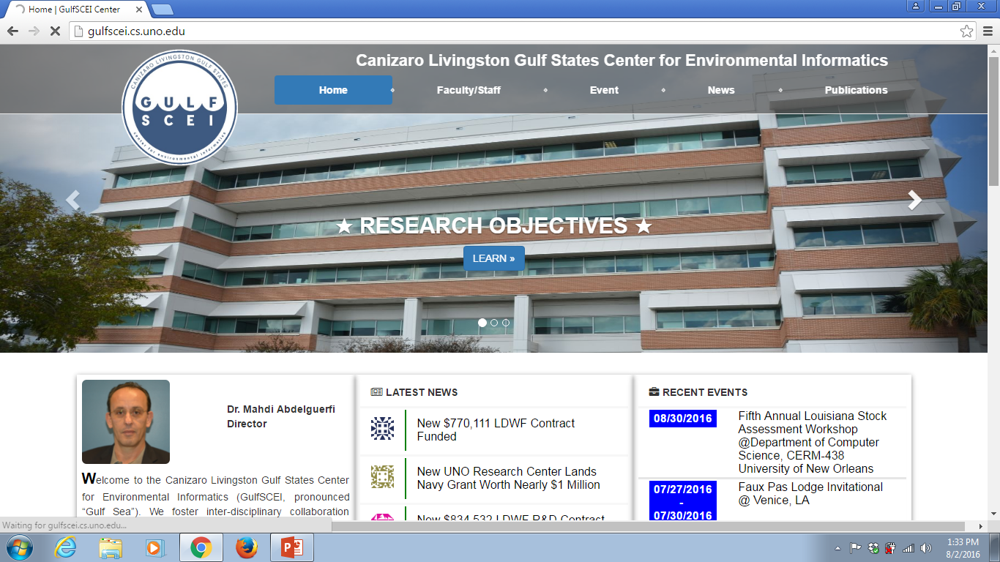 Home | GulfSCEI Center
gulfscei.cs.uno.edu
CANIZARO LIVINGSTON GULF STATES
GULF
SCEI
center for environmental informatics
Canizaro Livingston Gulf States Center for Environmental Informatics
Home
Faculty/Staff
Event
News
Publications
★ RESEARCH OBJECTIVES ★
LEARN »
Dr. Mahdi Abdelguerfi
Director
Welcome to the Canizaro Livingston Gulf States Center
for Environmental Informatics (GulfSCEI, pronounced
“Gulf Sea”). We foster inter-disciplinary collaboration
LATEST NEWS
New $770,111 LDWF Contract
Funded
New UNO Research Center Lands
Navy Grant Worth Nearly $1 Million
New $834,532 LDWF R&D Contract
RECENT EVENTS
08/30/2016
Fifth Annual Louisiana Stock
Assessment Workshop
@Department of Computer
Science, CERM-438
University of New Orleans
07/27/2016
-
07/30/2016
Faux Pas Lodge Invitational
@ Venice, LA
Waiting for gulfscei.cs.uno.edu...
1:33 PM
8/2/2016